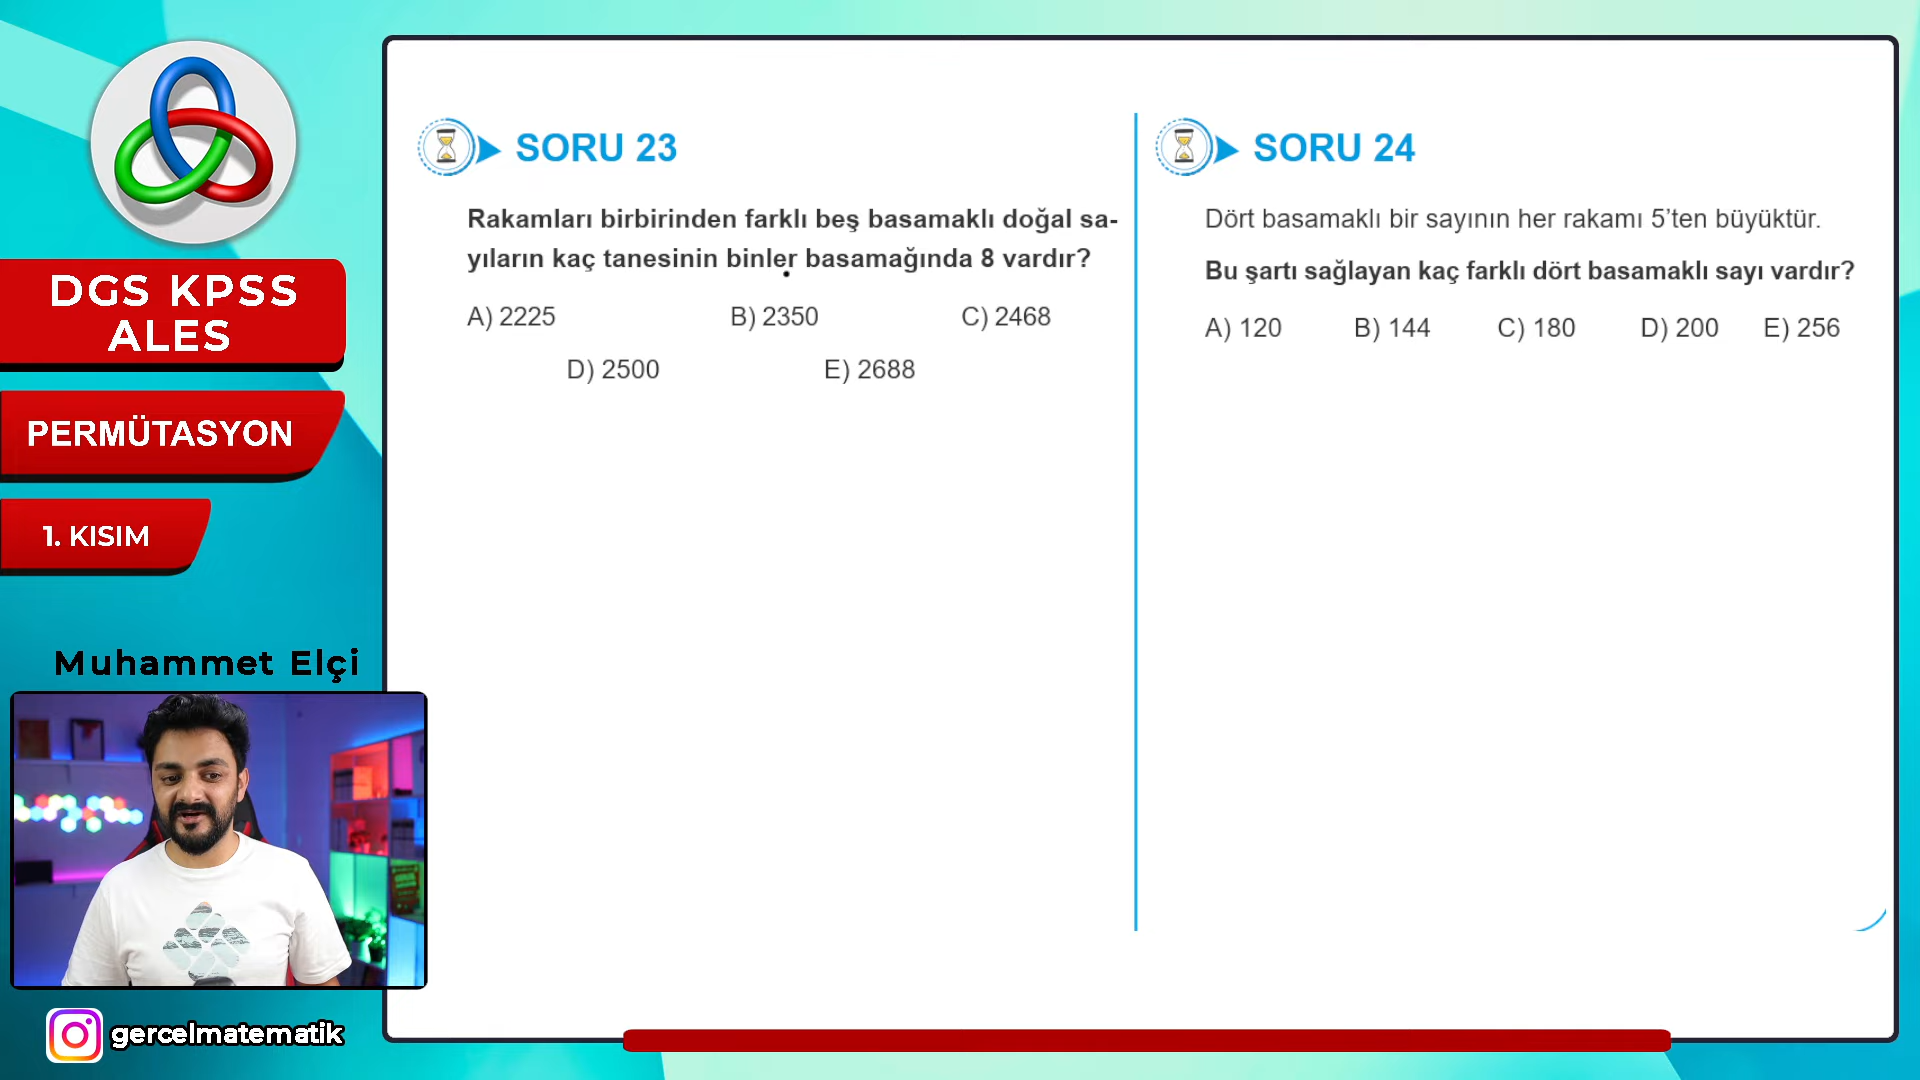 DGS KPSS
ALES
PERMÜTASYON
1. KISIM
Muhammet Elçi
gercelmatematik
SORU 23
Rakamları birbirinden farklı beş basamaklı doğal sa-
yıların kaç tanesinin binler basamağında 8 vardır?
A) 2225 B) 2350 C) 2468
D) 2500 E) 2688
SORU 24
Dört basamaklı bir sayının her rakamı 5’ten büyüktür.
Bu şartı sağlayan kaç farklı dört basamaklı sayı vardır?
A) 120 B) 144 C) 180 D) 200 E) 256